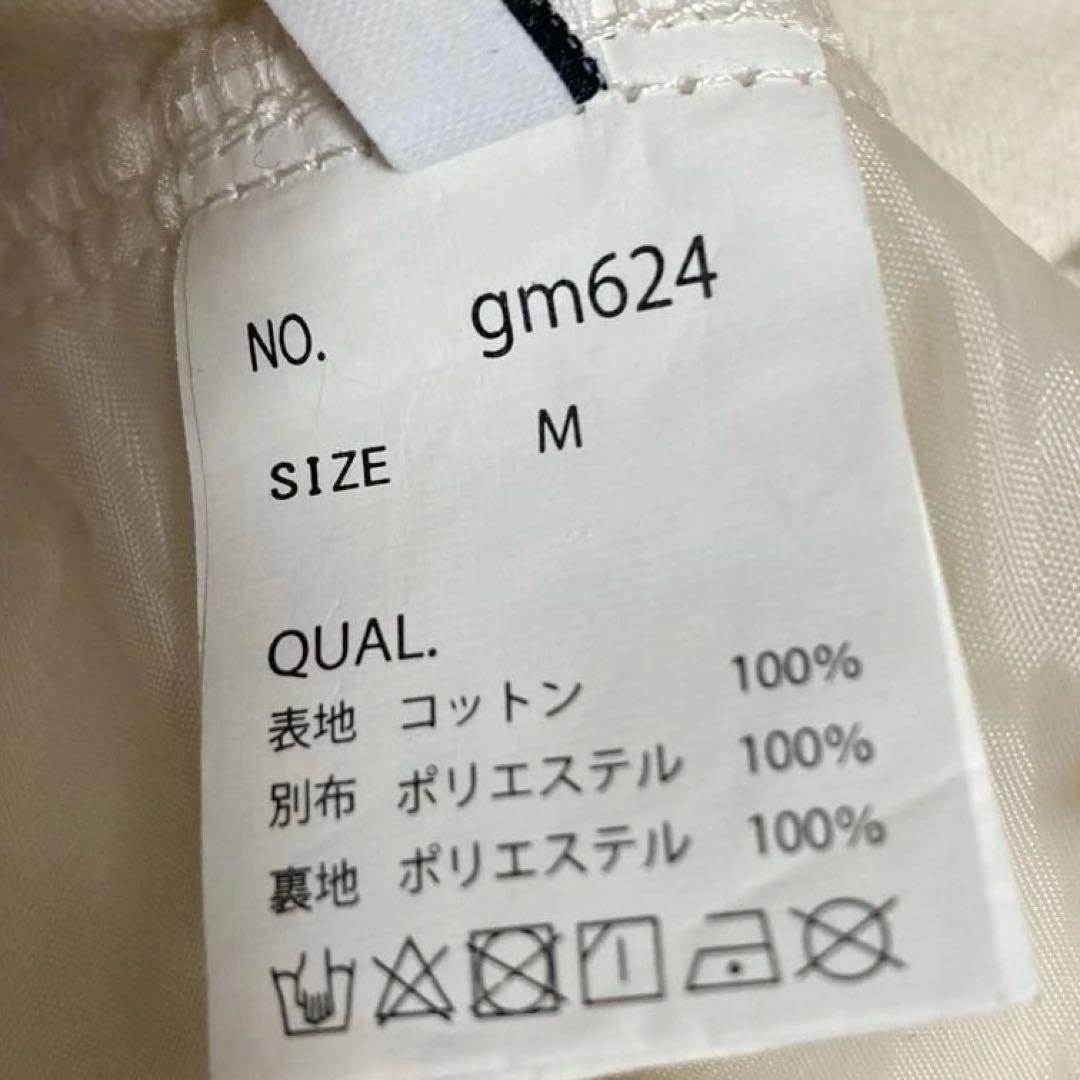 NO. gm624
SIZE M
QUAL.
表地 コットン 100%
別布 ポリエステル 100%
裏地 ポリエステル 100%